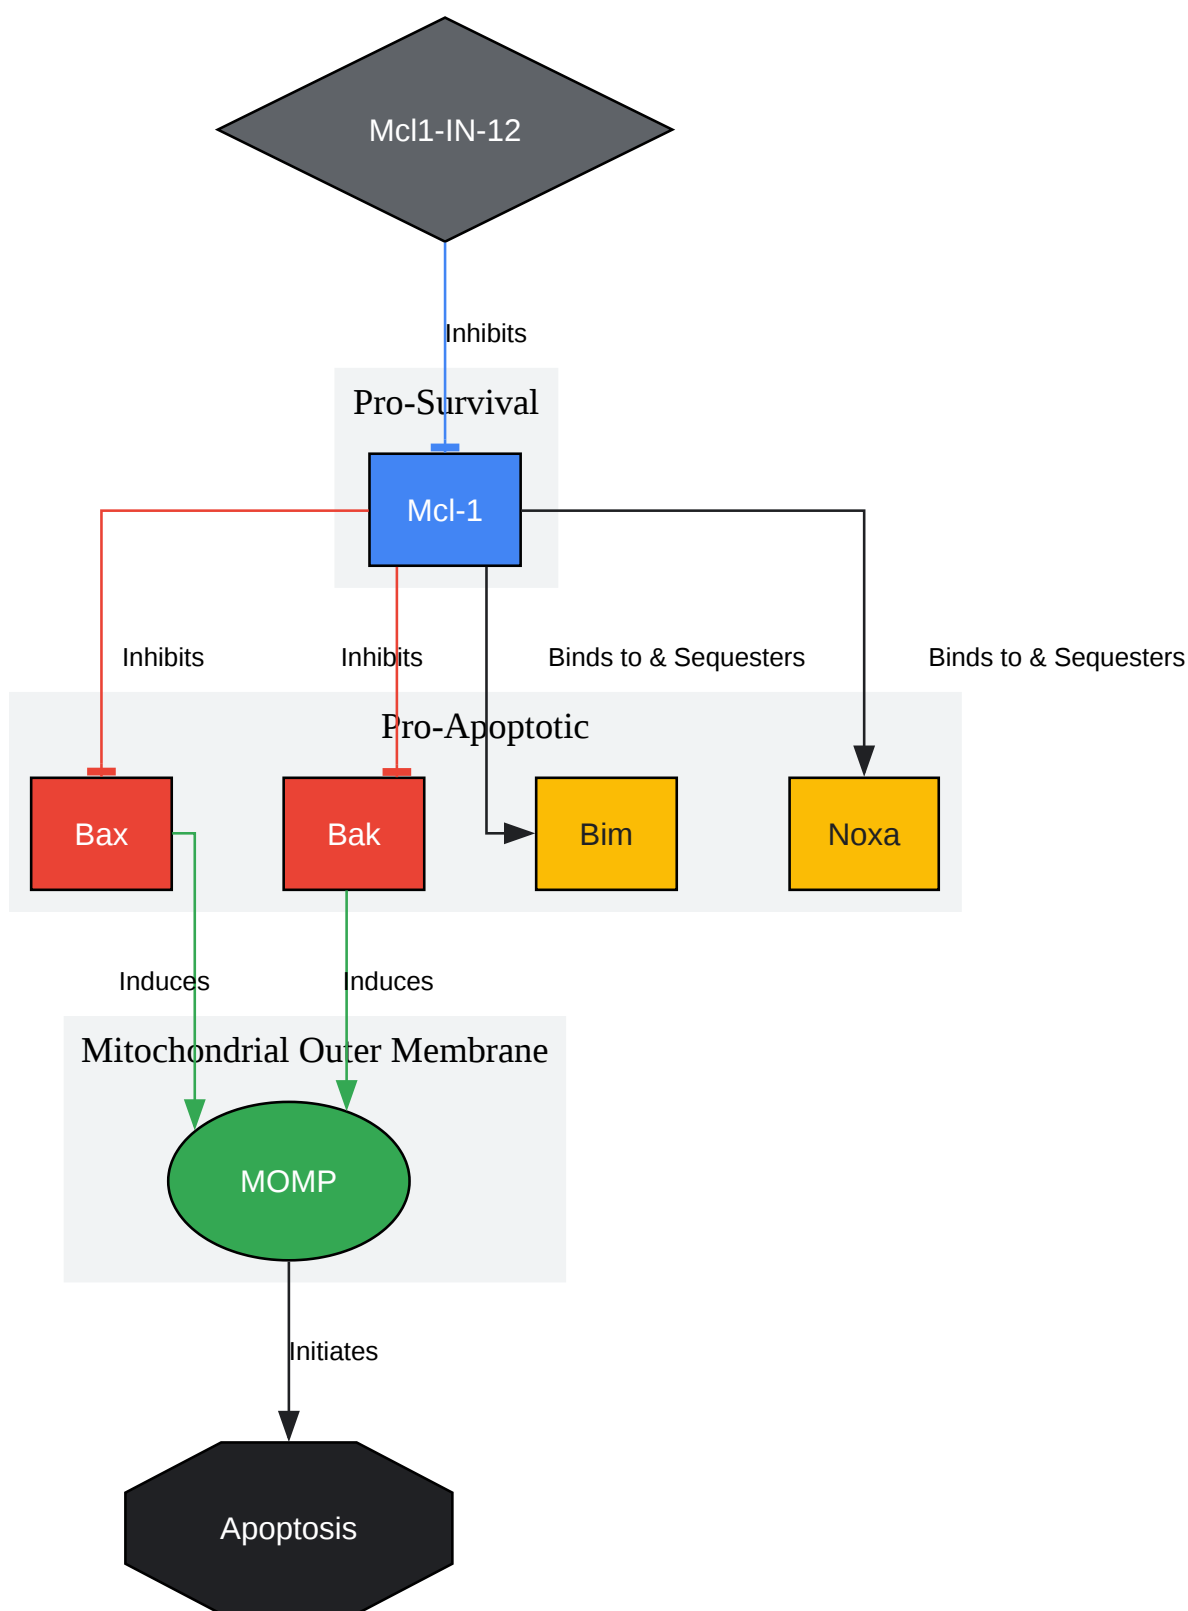 Mcl1-IN-12
Inhibits
Pro-Survival
Mcl-1
Inhibits
Inhibits
Binds to & Sequesters
Binds to & Sequesters
Pro-Apoptotic
Bax
Bak
Bim
Noxa
Induces
Induces
Mitochondrial Outer Membrane
MOMP
Initiates
Apoptosis